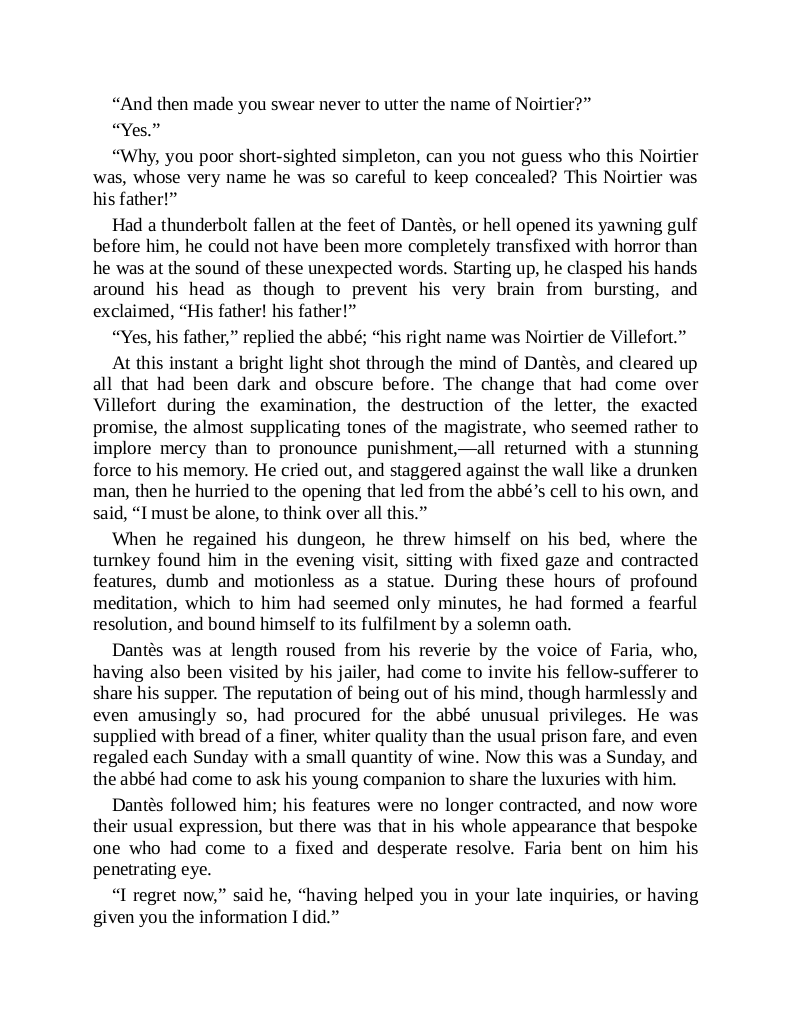 “And then made you swear never to utter the name of Noirtier?”
“Yes.”
“Why, you poor short-sighted simpleton, can you not guess who this Noirtier
was, whose very name he was so careful to keep concealed? This Noirtier was
his father!”
Had a thunderbolt fallen at the feet of Dantès, or hell opened its yawning gulf
before him, he could not have been more completely transfixed with horror than
he was at the sound of these unexpected words. Starting up, he clasped his hands
around his head as though to prevent his very brain from bursting, and
exclaimed, “His father! his father!”
“Yes, his father,” replied the abbé; “his right name was Noirtier de Villefort.”
At this instant a bright light shot through the mind of Dantès, and cleared up
all that had been dark and obscure before. The change that had come over
Villefort during the examination, the destruction of the letter, the exacted
promise, the almost supplicating tones of the magistrate, who seemed rather to
implore mercy than to pronounce punishment,—all returned with a stunning
force to his memory. He cried out, and staggered against the wall like a drunken
man, then he hurried to the opening that led from the abbé’s cell to his own, and
said, “I must be alone, to think over all this.”
When he regained his dungeon, he threw himself on his bed, where the
turnkey found him in the evening visit, sitting with fixed gaze and contracted
features, dumb and motionless as a statue. During these hours of profound
meditation, which to him had seemed only minutes, he had formed a fearful
resolution, and bound himself to its fulfilment by a solemn oath.
Dantès was at length roused from his reverie by the voice of Faria, who,
having also been visited by his jailer, had come to invite his fellow-sufferer to
share his supper. The reputation of being out of his mind, though harmlessly and
even amusingly so, had procured for the abbé unusual privileges. He was
supplied with bread of a finer, whiter quality than the usual prison fare, and even
regaled each Sunday with a small quantity of wine. Now this was a Sunday, and
the abbé had come to ask his young companion to share the luxuries with him.
Dantès followed him; his features were no longer contracted, and now wore
their usual expression, but there was that in his whole appearance that bespoke
one who had come to a fixed and desperate resolve. Faria bent on him his
penetrating eye.
“I regret now,” said he, “having helped you in your late inquiries, or having
given you the information I did.”